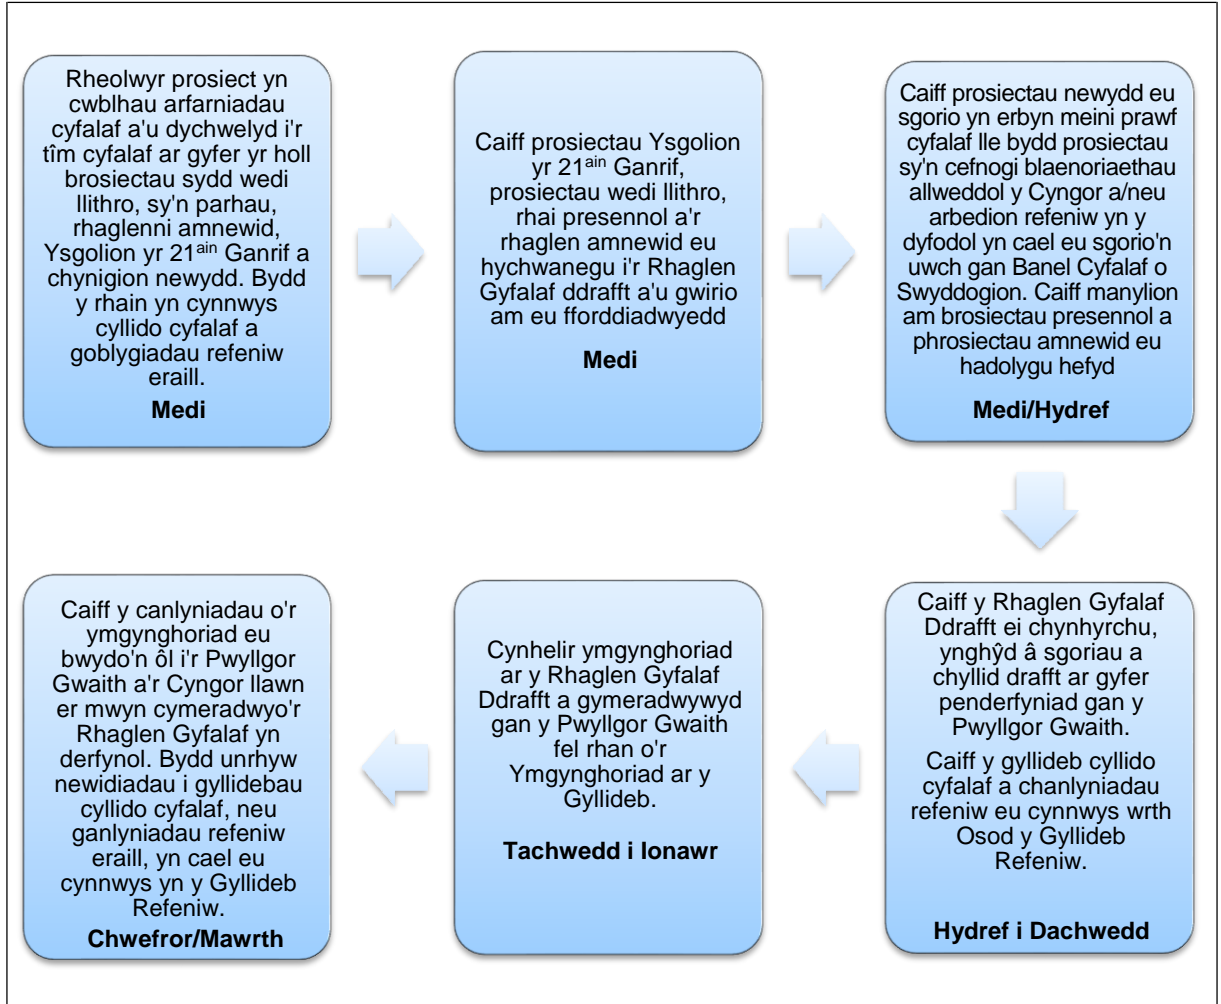 Rheolwyr prosiect yn
cwblhau arfarniadau
cyfalaf a'u dychwelyd i'r
tîm cyfalaf ar gyfer yr holl
brosiectau sydd wedi
llithro, sy'n parhau,
rhaglenni amnewid,
Ysgolion yr 21ain Ganrif a
chynigion newydd. Bydd
y rhain yn cynnwys
cyllido cyfalaf a
goblygiadau refeniw
eraill.
Medi
Caiff prosiectau Ysgolion
yr 21ain Ganrif,
prosiectau wedi llithro,
rhai presennol a'r
rhaglen amnewid eu
hychwanegu i'r Rhaglen
Gyfalaf ddrafft a'u gwirio
am eu fforddiadwyedd
Medi
Caiff prosiectau newydd eu
sgorio yn erbyn meini prawf
cyfalaf lle bydd prosiectau
sy'n cefnogi blaenoriaethau
allweddol y Cyngor a/neu
arbedion refeniw yn y
dyfodol yn cael eu sgorio'n
uwch gan Banel Cyfalaf o
Swyddogion. Caiff manylion
am brosiectau presennol a
phrosiectau amnewid eu
hadolygu hefyd
Medi/Hydref
Caiff y Rhaglen Gyfalaf
Ddrafft ei chynhyrchu,
ynghŷd â sgoriau a
chyllid drafft ar gyfer
penderfyniad gan y
Pwyllgor Gwaith.
Caiff y gyllideb cyllido
cyfalaf a chanlyniadau
refeniw eu cynnwys wrth
Osod y Gyllideb
Refeniw.
Hydref i Dachwedd
Cynhelir ymgynghoriad
ar y Rhaglen Gyfalaf
Ddrafft a gymeradwywyd
gan y Pwyllgor Gwaith
fel rhan o'r
Ymgynghoriad ar y
Gyllideb.
Tachwedd i Ionawr
Caiff y canlyniadau o'r
ymgynghoriad eu
bwydo'n ôl i'r Pwyllgor
Gwaith a'r Cyngor llawn
er mwyn cymeradwyo'r
Rhaglen Gyfalaf yn
derfynol. Bydd unrhyw
newidiadau i gyllidebau
cyllido cyfalaf, neu
ganlyniadau refeniw
eraill, yn cael eu
cynnwys yn y Gyllideb
Refeniw.
Chwefror/Mawrth